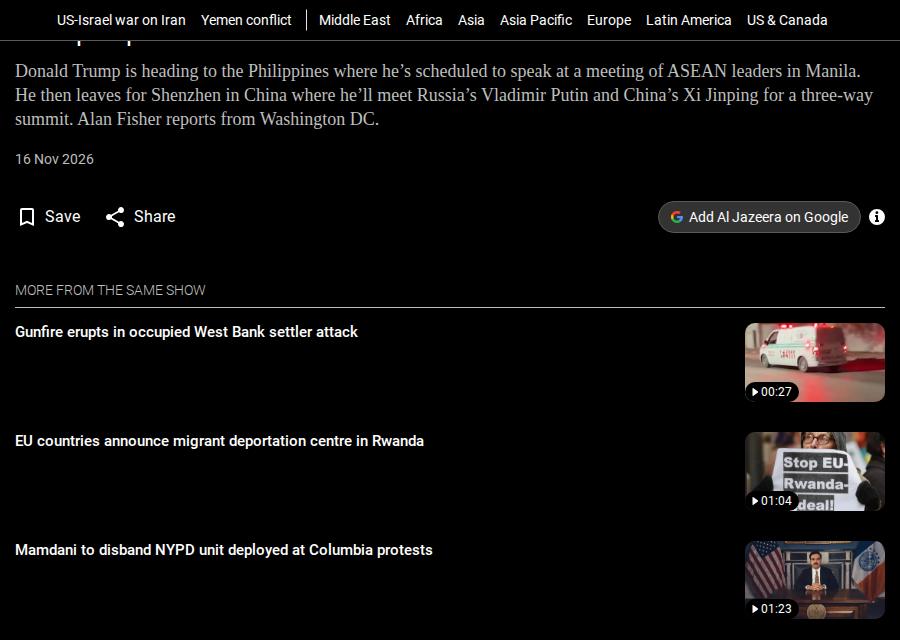 US-Israel war on Iran Yemen conflict Middle East Africa Asia Asia Pacific Europe Latin America US & Canada
Donald Trump is heading to the Philippines where he’s scheduled to speak at a meeting of ASEAN leaders in Manila.
He then leaves for Shenzhen in China where he’ll meet Russia’s Vladimir Putin and China’s Xi Jinping for a three-way
summit. Alan Fisher reports from Washington DC.
16 Nov 2026
Save Share Add Al Jazeera on Google
MORE FROM THE SAME SHOW
Gunfire erupts in occupied West Bank settler attack
00:27
EU countries announce migrant deportation centre in Rwanda
Stop EU-
Rwanda-
deal!
01:04
Mamdani to disband NYPD unit deployed at Columbia protests
01:23